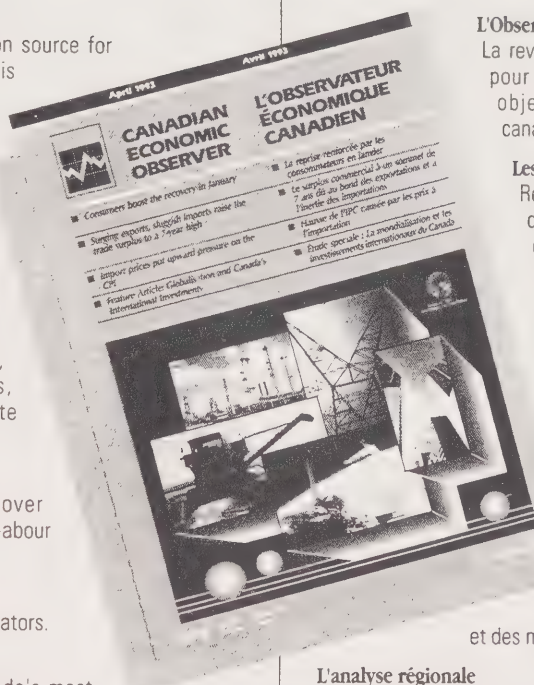 on source for
is
s,
te
over
abour
ators.
da's most
April 1993
Avril 1993
CANADIAN
ECONOMIC
OBSERVER
L'OBSERVATEUR
ÉCONOMIQUE
CANADIEN
Consumers boost the recovery in January
Surging exports, sluggish imports raise the
trade surplus to a 7-year high
Import prices put upward pressure on the
CPI
Feature Article: Globalisation and Canada's
International Investments
La reprise renforcée par les
consommateurs en janvier
Le surplus commercial à un sommet de
7 ans dû au bond des exportations et à
l'inertie des importations
Hausse de l'IPC causée par les prix à
l'importation
Étude spéciale : La mondialisation et les
investissements internationaux du Canada
L'Obser
La rev
pour
obje
cana
Les
Re
et des m
L'analyse régionale